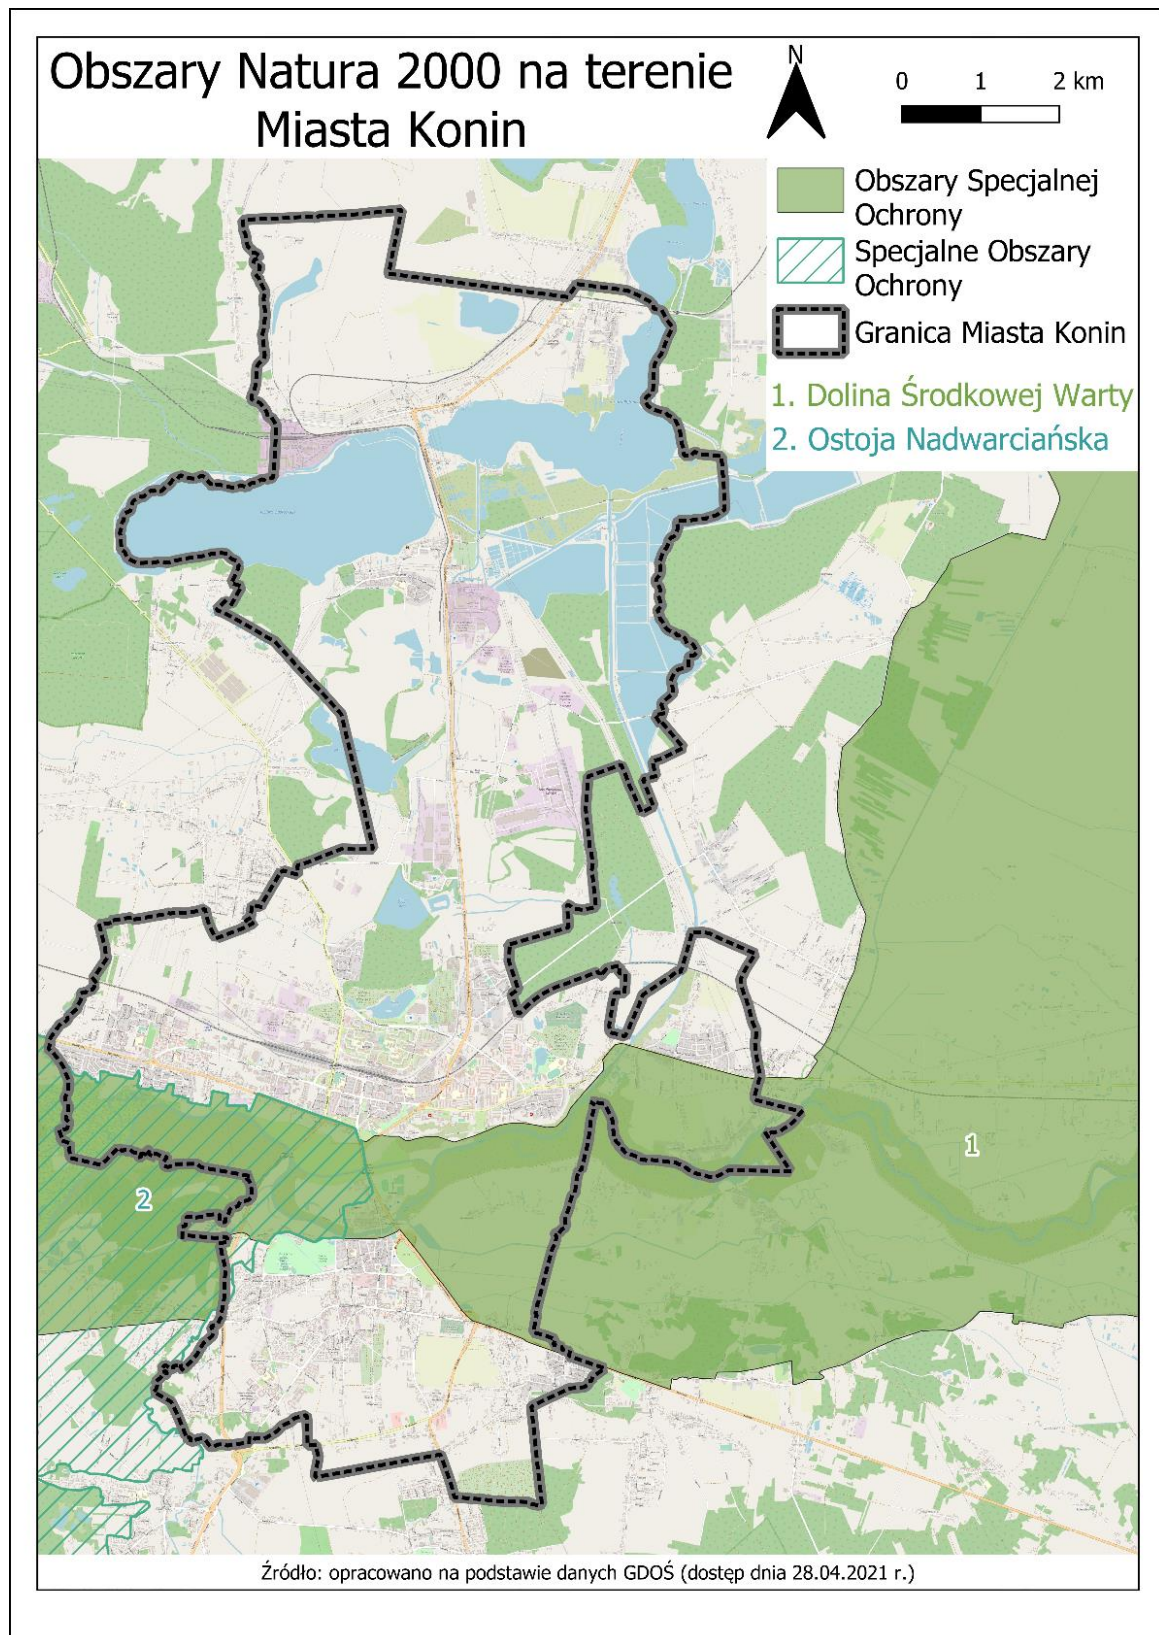 Obszary Natura 2000 na terenie
Miasta Konin
N
0 1 2 km
Obszary Specjalnej
Ochrony
Specjalne Obszary
Ochrony
Granica Miasta Konin
1. Dolina Środkowej Warty
2. Ostoja Nadwarciańska
1
2
Źródło: opracowano na podstawie danych GDOŚ (dostęp dnia 28.04.2021 r.)